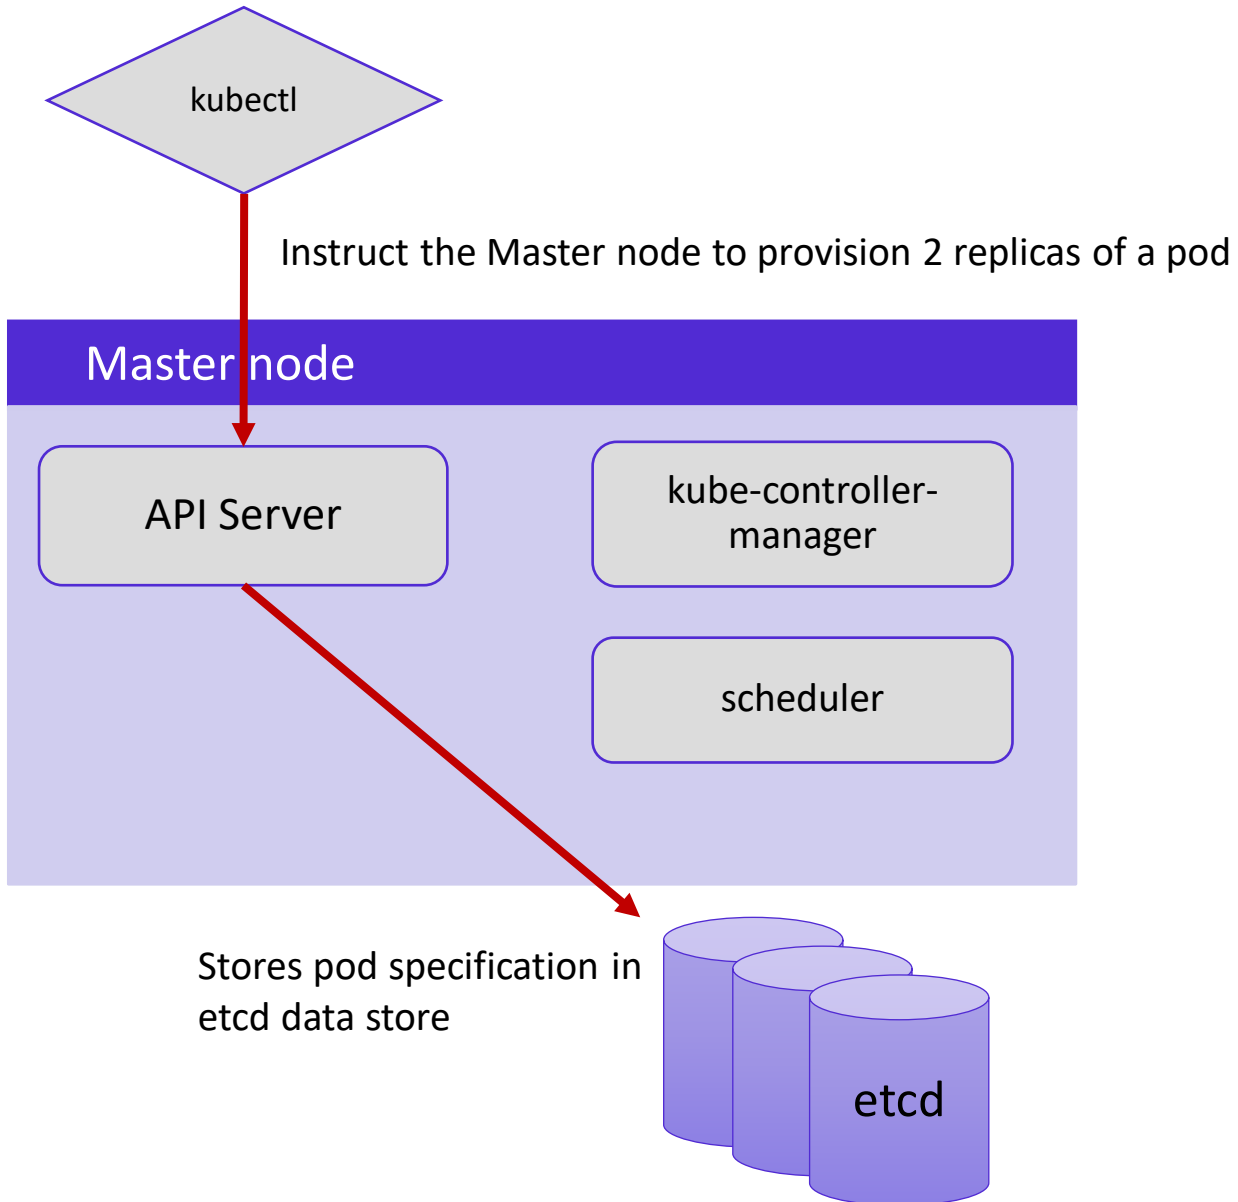 kubectl
Instruct the Master node to provision 2 replicas of a pod
Master node
API Server
kube-controller-
manager
scheduler
Stores pod specification in
etcd data store
etcd